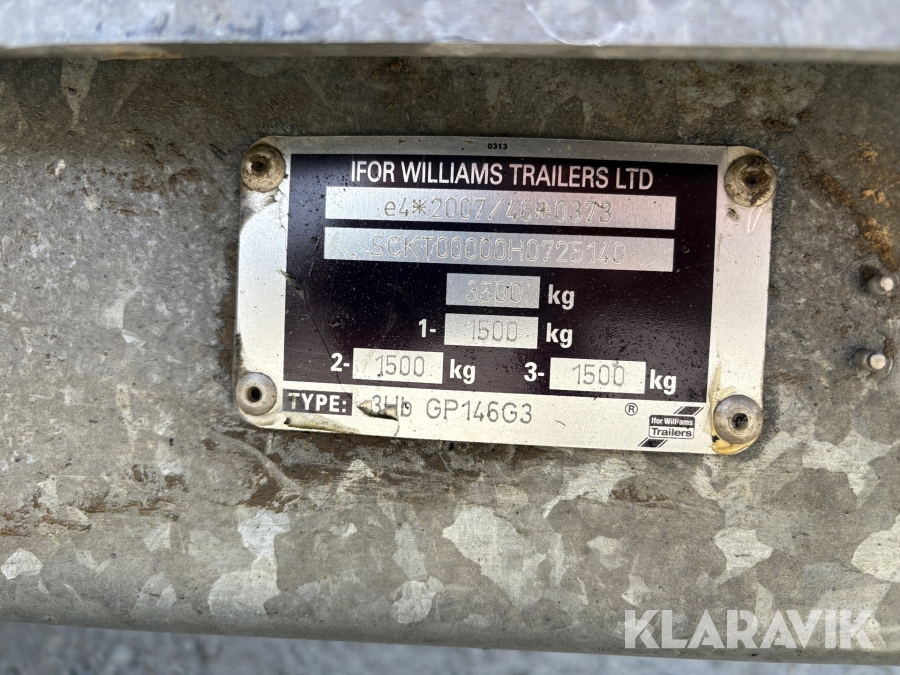 0313
IFOR WILLIAMS TRAILERS LTD
e4*2007/46*0373
SCKT00000H0725140
3500 kg
1- 1500 kg
2- 1500 kg 3- 1500 kg
TYPE: 3Hb GP146G3 ®
Ifor Williams
Trailers
KLARAVIK